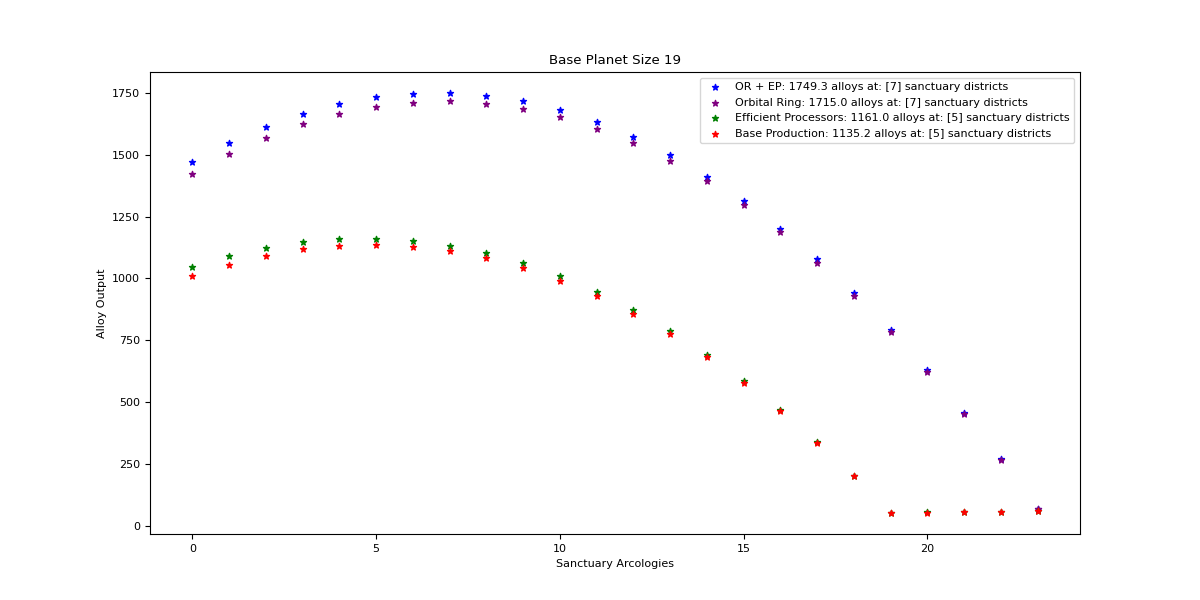 Base Planet Size 19
OR + EP: 1749.3 alloys at: [7] sanctuary districts
Orbital Ring: 1715.0 alloys at: [7] sanctuary districts
Efficient Processors: 1161.0 alloys at: [5] sanctuary districts
Base Production: 1135.2 alloys at: [5] sanctuary districts
Alloy Output
1750
1500
1250
1000
750
500
250
0
0 5 10 15 20
Sanctuary Arcologies